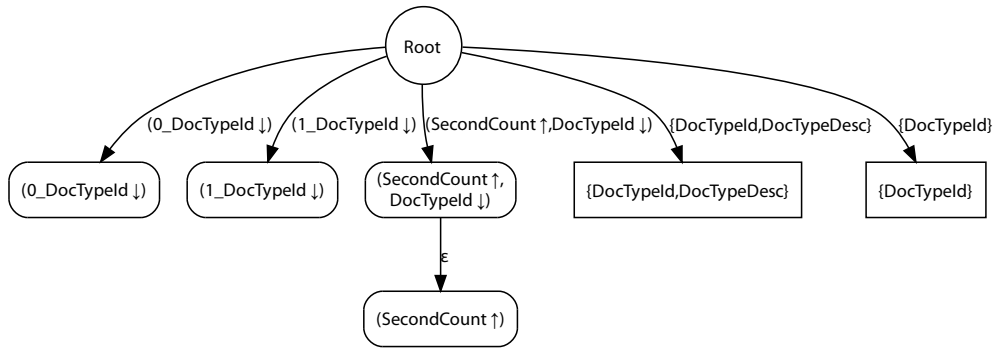 Root
(0_DocTypeId ↓)
(1_DocTypeId ↓)
(SecondCount ↑,DocTypeId ↓)
{DocTypeId,DocTypeDesc}
{DocTypeId}
(0_DocTypeId ↓)
(1_DocTypeId ↓)
(SecondCount ↑,
DocTypeId ↓)
{DocTypeId,DocTypeDesc}
{DocTypeId}
ε
(SecondCount ↑)